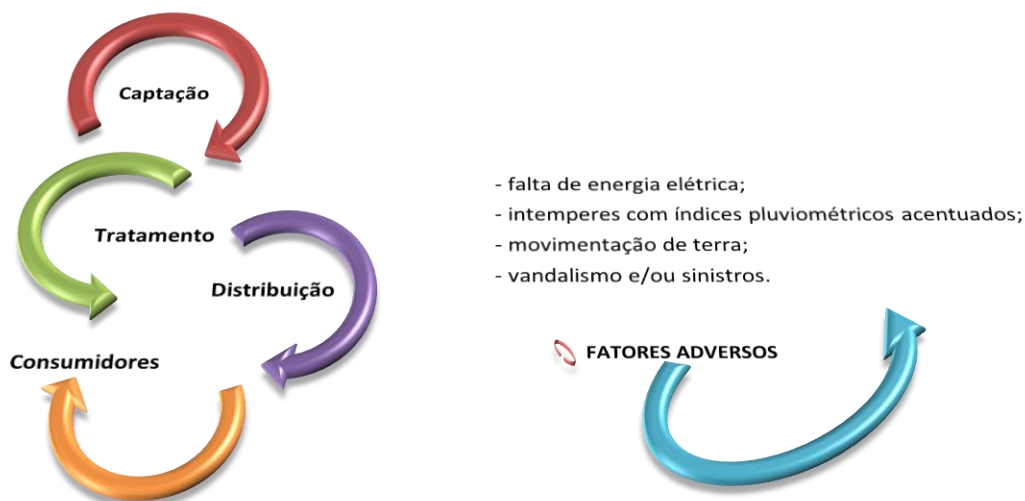 Captação
Tratamento
Distribuição
Consumidores
- falta de energia elétrica;
- intemperes com índices pluviométricos acentuados;
- movimentação de terra;
- vandalismo e/ou sinistros.
FATORES ADVERSOS